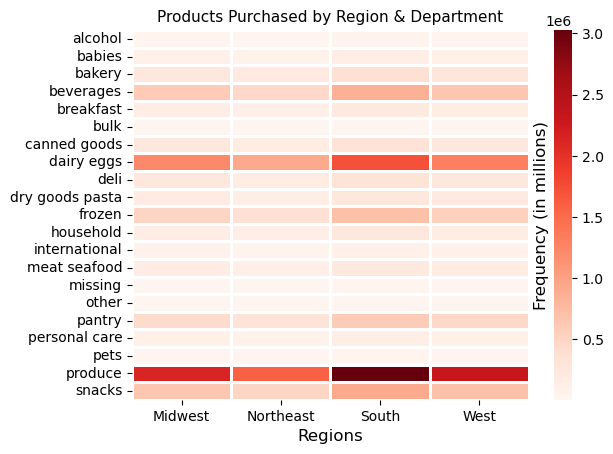 Products Purchased by Region & Department
1e6
alcohol
babies
bakery
beverages
breakfast
bulk
canned goods
dairy eggs
deli
dry goods pasta
frozen
household
international
meat seafood
missing
other
pantry
personal care
pets
produce
snacks
Midwest Northeast South West
Regions
3.0
2.5
2.0
1.5
1.0
0.5
Frequency (in millions)